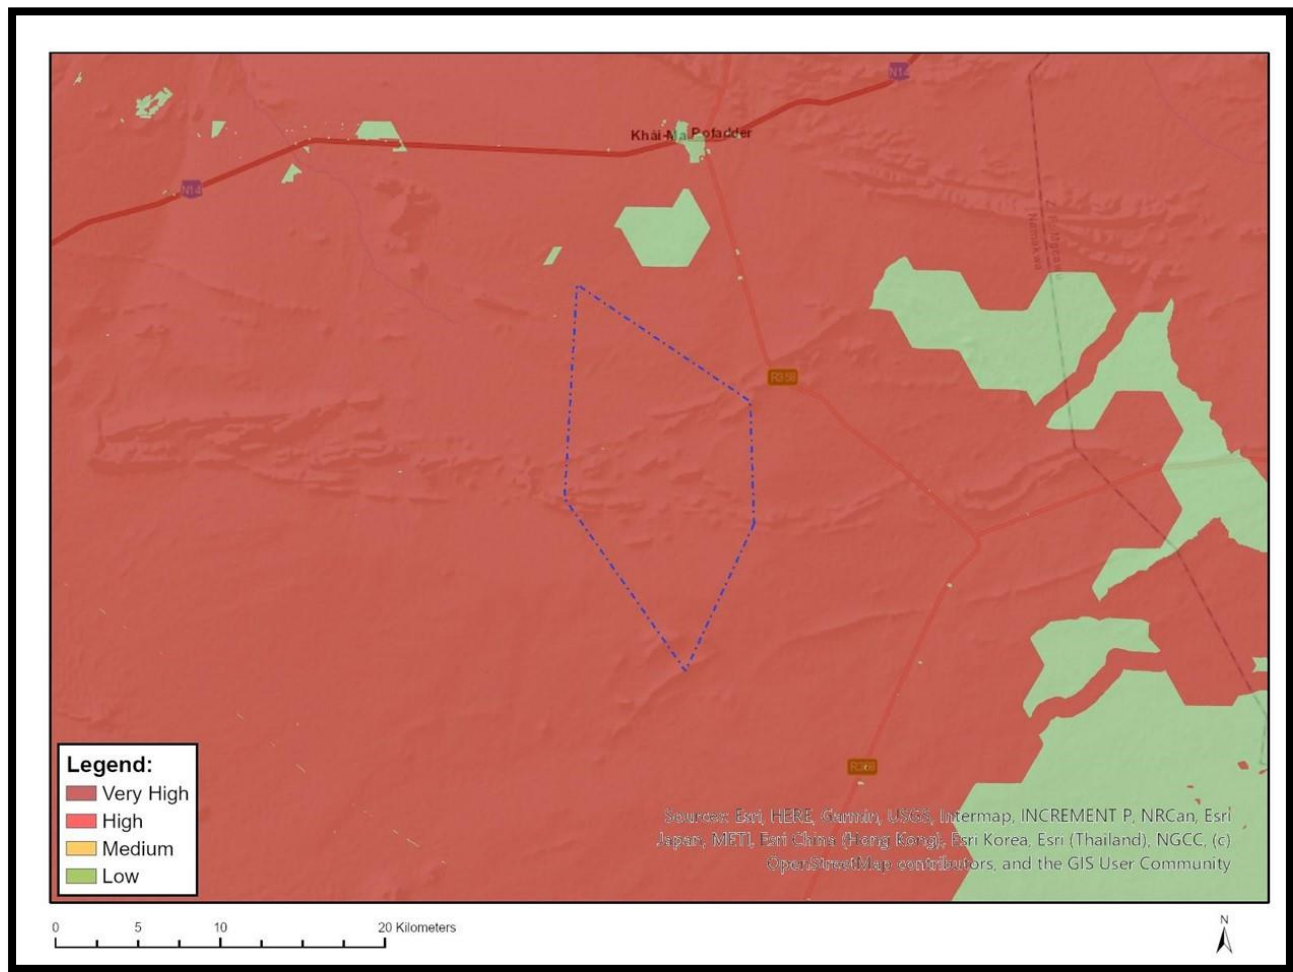 N14
Khâi-Ma Pofadder
N14
Namakwa
R358
R358
Legend:
Very High
High
Medium
Low
Sources: Esri, HERE, Garmin, USGS, Intermap, INCREMENT P, NRCan, Esri
Japan, METI, Esri China (Hong Kong), Esri Korea, Esri (Thailand), NGCC, (c)
OpenStreetMap contributors, and the GIS User Community
0 5 10 20 Kilometers
N